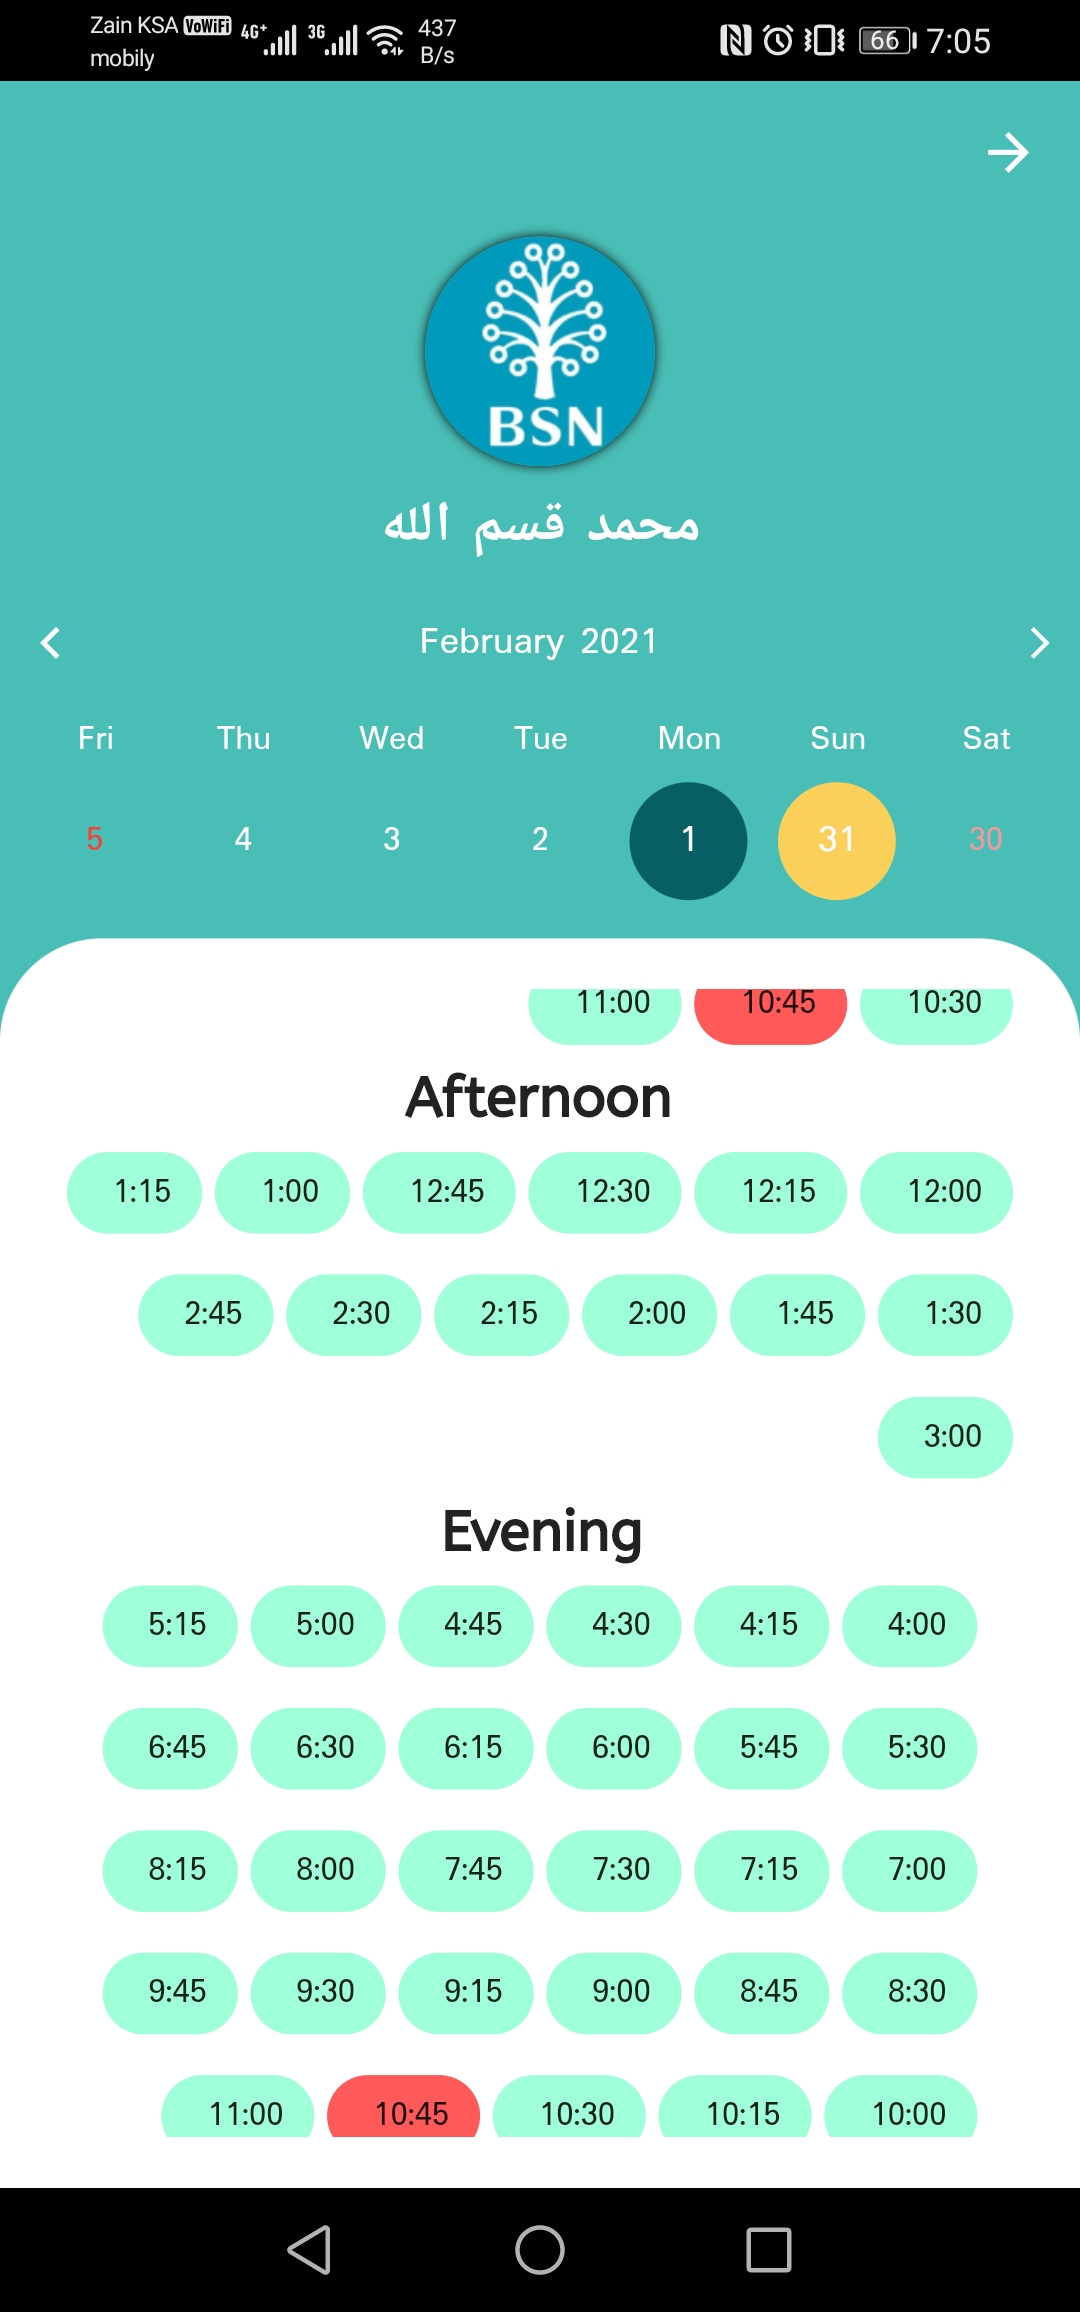 Zain KSA VoWiFi 4G+ 3G 437 B/s 66 7:05
mobily
BSN
محمد قسم الله
February 2021
Fri Thu Wed Tue Mon Sun Sat
5 4 3 2 1 31 30
11:00 10:45 10:30
Afternoon
1:15 1:00 12:45 12:30 12:15 12:00
2:45 2:30 2:15 2:00 1:45 1:30
3:00
Evening
5:15 5:00 4:45 4:30 4:15 4:00
6:45 6:30 6:15 6:00 5:45 5:30
8:15 8:00 7:45 7:30 7:15 7:00
9:45 9:30 9:15 9:00 8:45 8:30
11:00 10:45 10:30 10:15 10:00